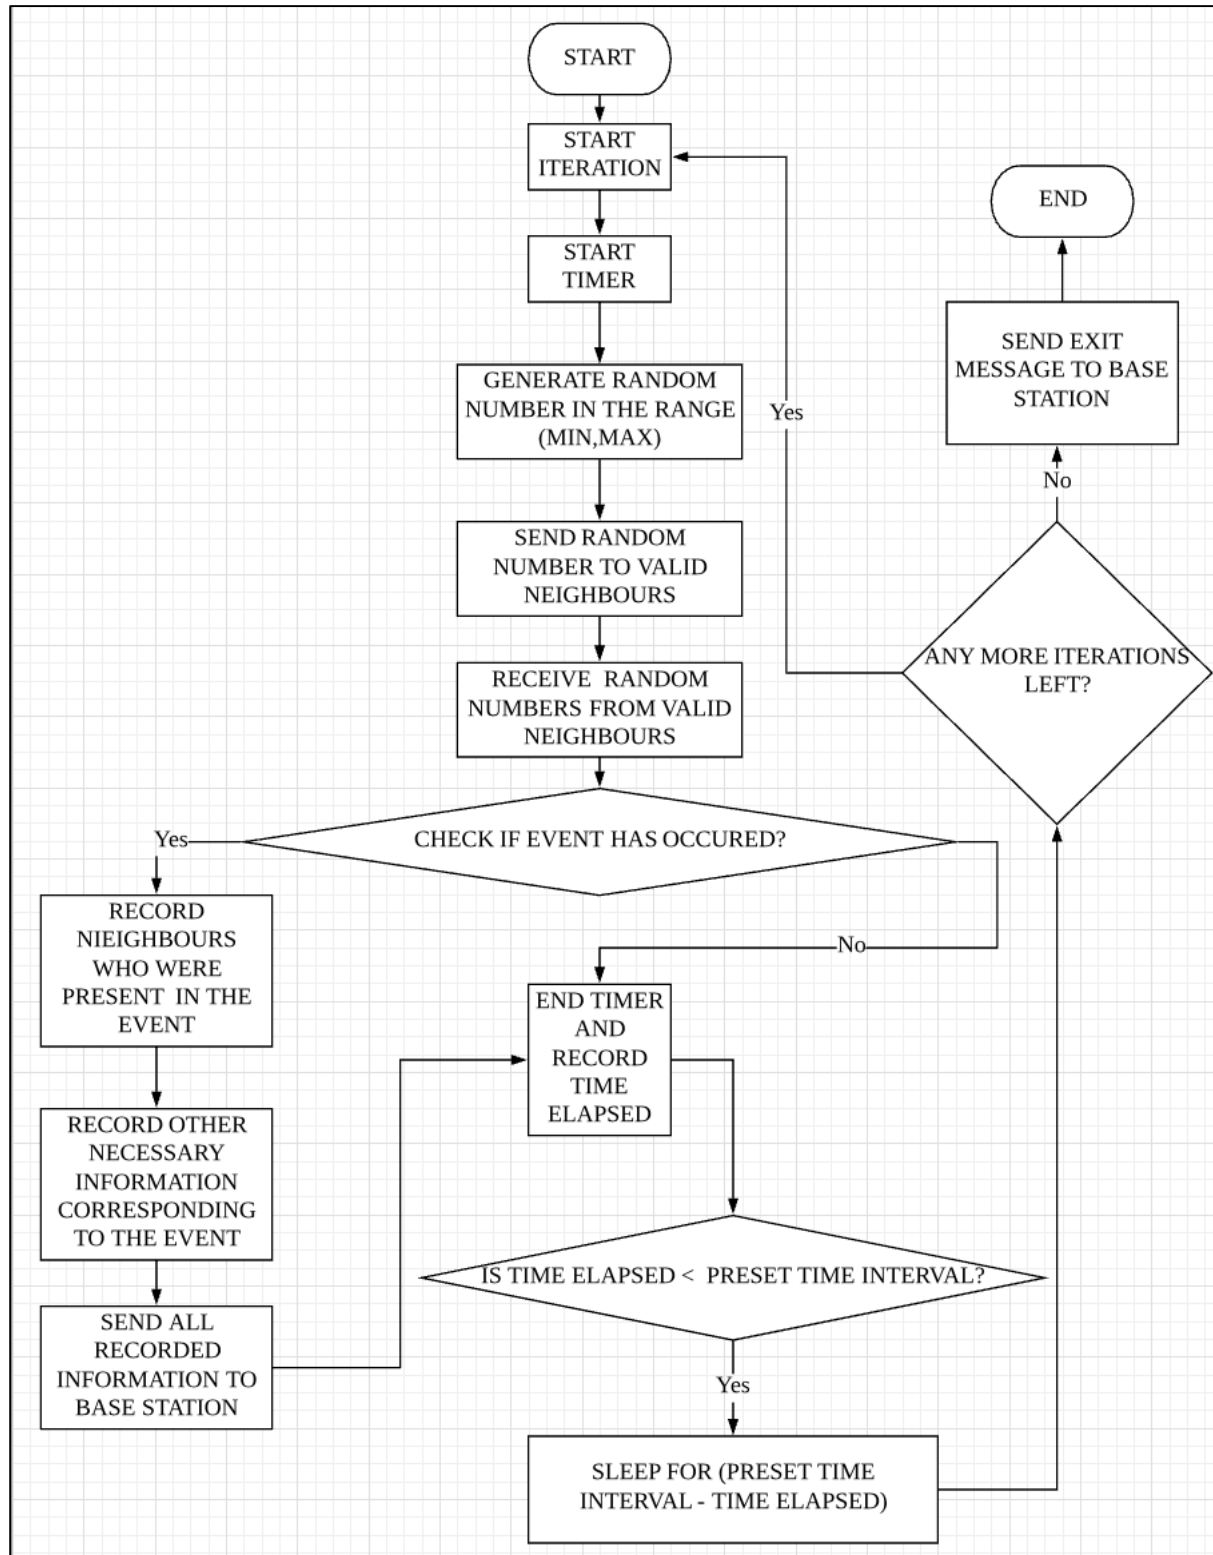 START
START
ITERATION
START
TIMER
GENERATE RANDOM
NUMBER IN THE RANGE
(MIN,MAX)
SEND RANDOM
NUMBER TO VALID
NEIGHBOURS
RECEIVE RANDOM
NUMBERS FROM VALID
NEIGHBOURS
CHECK IF EVENT HAS OCCURED?
Yes
RECORD
NIEIGHBOURS
WHO WERE
PRESENT IN THE
EVENT
RECORD OTHER
NECESSARY
INFORMATION
CORRESPONDING
TO THE EVENT
SEND ALL
RECORDED
INFORMATION TO
BASE STATION
No
END TIMER
AND
RECORD
TIME
ELAPSED
IS TIME ELAPSED < PRESET TIME INTERVAL?
Yes
SLEEP FOR (PRESET TIME
INTERVAL - TIME ELAPSED)
ANY MORE ITERATIONS
LEFT?
Yes
No
SEND EXIT
MESSAGE TO BASE
STATION
END